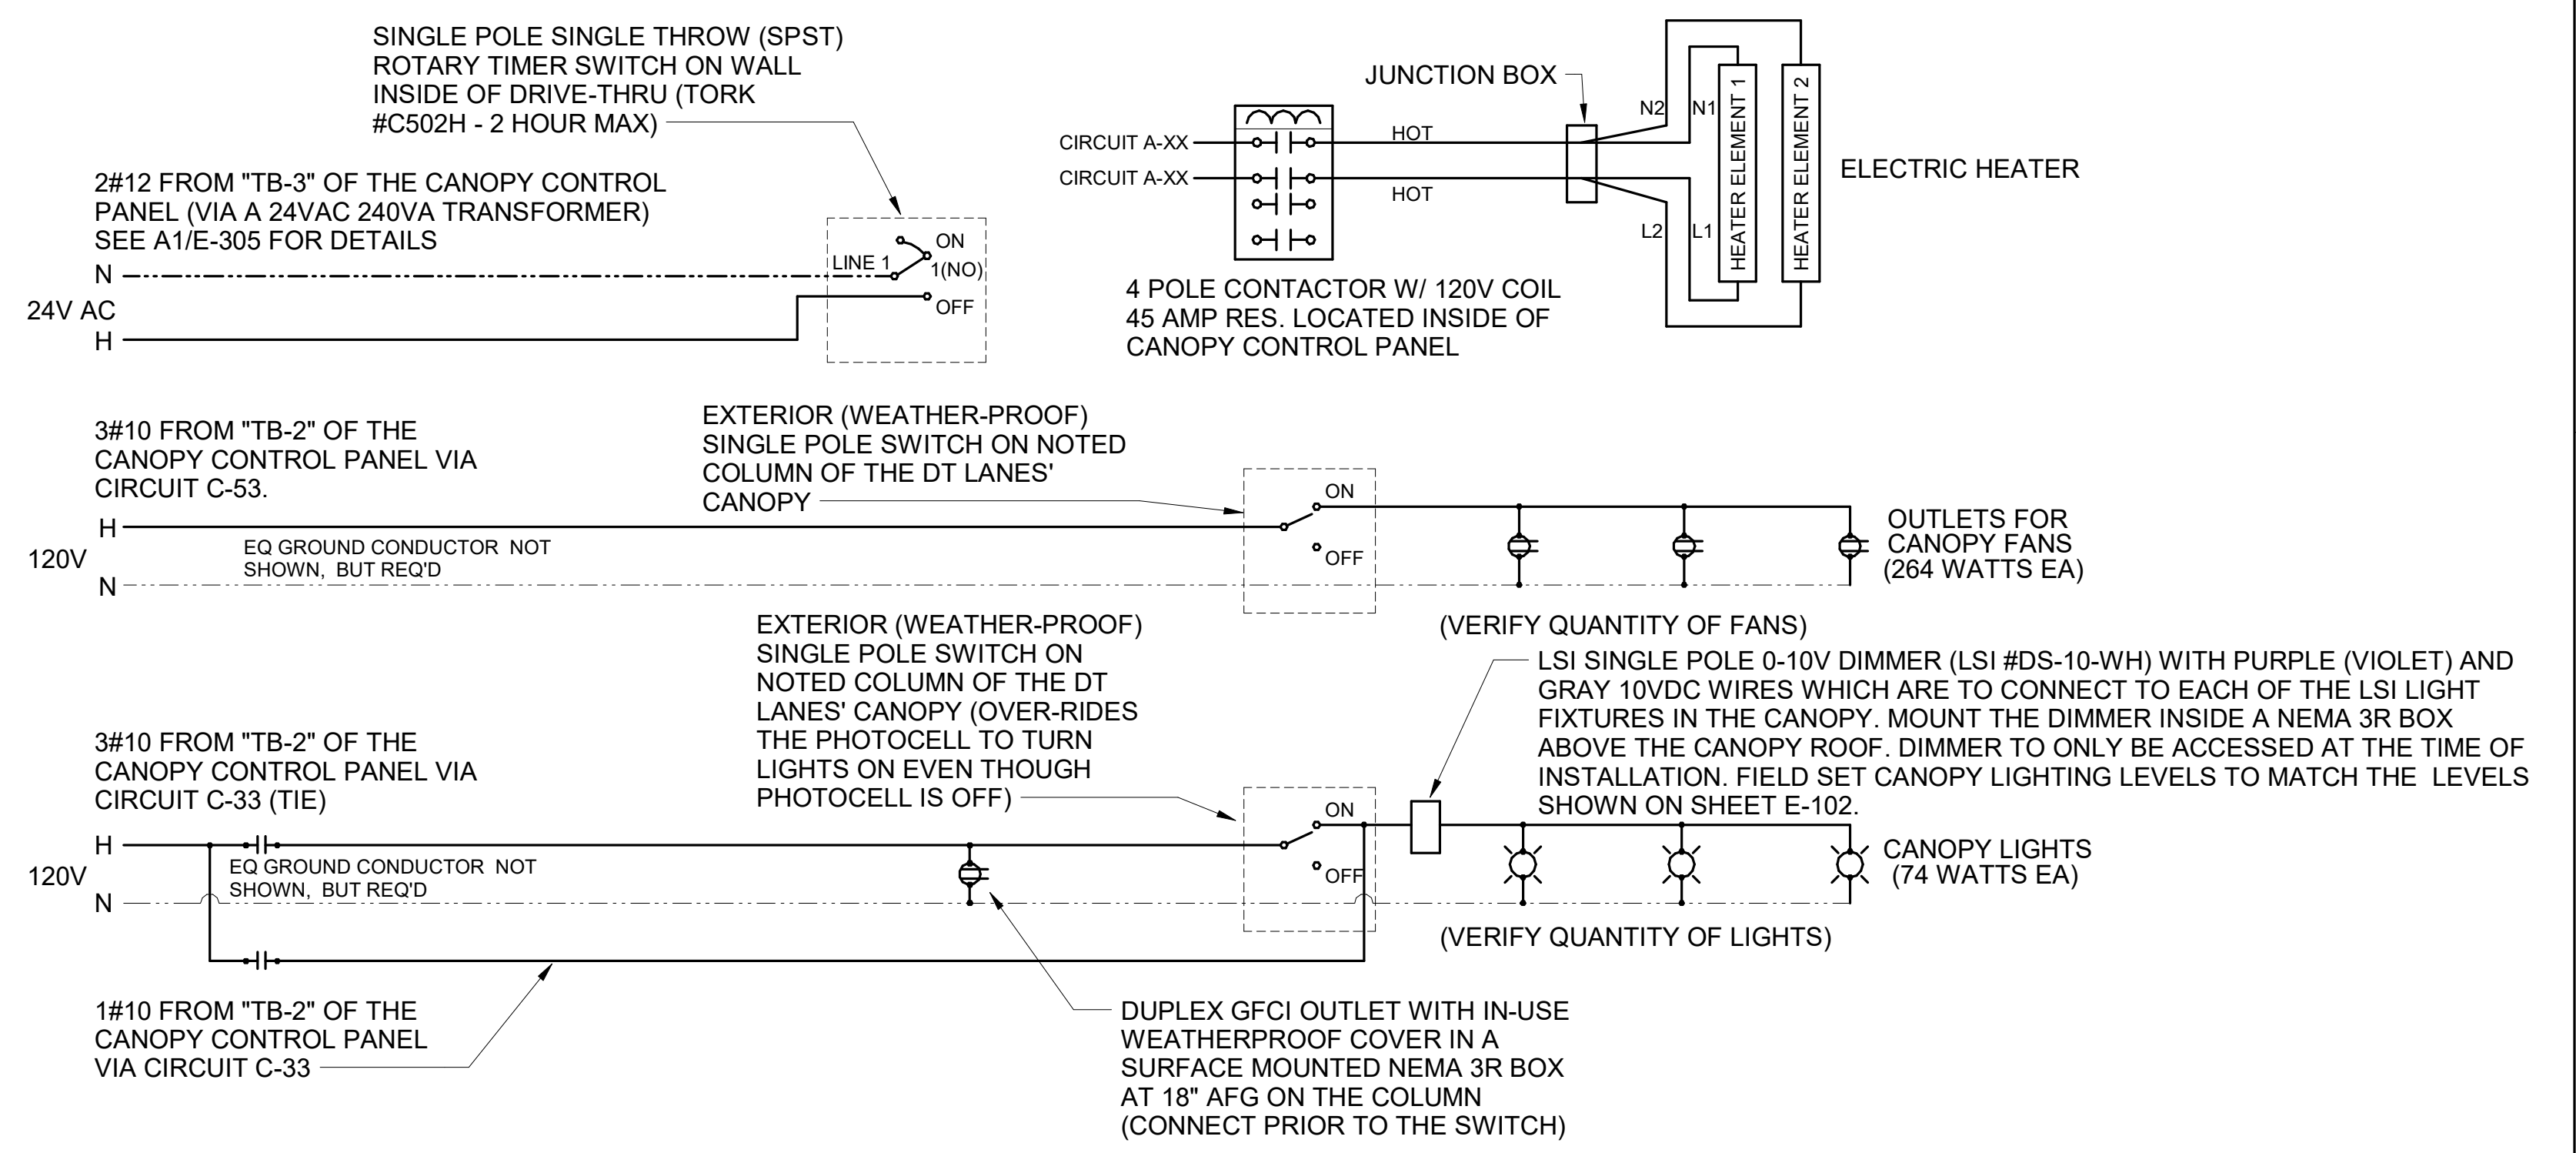 SINGLE POLE SINGLE THROW (SPST)
ROTARY TIMER SWITCH ON WALL
INSIDE OF DRIVE-THRU (TORK
#C502H - 2 HOUR MAX)
2#12 FROM "TB-3" OF THE CANOPY CONTROL
PANEL (VIA A 24VAC 240VA TRANSFORMER)
SEE A1/E-305 FOR DETAILS
N
24V AC
H
LINE 1
ON
1(NO)
OFF
JUNCTION BOX
CIRCUIT A-XX
CIRCUIT A-XX
HOT
HOT
N2
N1
L2
L1
HEATER ELEMENT 1
HEATER ELEMENT 2
ELECTRIC HEATER
4 POLE CONTACTOR W/ 120V COIL
45 AMP RES. LOCATED INSIDE OF
CANOPY CONTROL PANEL
3#10 FROM "TB-2" OF THE
CANOPY CONTROL PANEL VIA
CIRCUIT C-53.
EXTERIOR (WEATHER-PROOF)
SINGLE POLE SWITCH ON NOTED
COLUMN OF THE DT LANES'
CANOPY
H
120V
N
EQ GROUND CONDUCTOR NOT
SHOWN, BUT REQ'D
ON
OFF
OUTLETS FOR
CANOPY FANS
(264 WATTS EA)
(VERIFY QUANTITY OF FANS)
EXTERIOR (WEATHER-PROOF)
SINGLE POLE SWITCH ON
NOTED COLUMN OF THE DT
LANES' CANOPY (OVER-RIDES
THE PHOTOCELL TO TURN
LIGHTS ON EVEN THOUGH
PHOTOCELL IS OFF)
LSI SINGLE POLE 0-10V DIMMER (LSI #DS-10-WH) WITH PURPLE (VIOLET) AND
GRAY 10VDC WIRES WHICH ARE TO CONNECT TO EACH OF THE LSI LIGHT
FIXTURES IN THE CANOPY. MOUNT THE DIMMER INSIDE A NEMA 3R BOX
ABOVE THE CANOPY ROOF. DIMMER TO ONLY BE ACCESSED AT THE TIME OF
INSTALLATION. FIELD SET CANOPY LIGHTING LEVELS TO MATCH THE LEVELS
SHOWN ON SHEET E-102.
3#10 FROM "TB-2" OF THE
CANOPY CONTROL PANEL VIA
CIRCUIT C-33 (TIE)
H
120V
N
EQ GROUND CONDUCTOR NOT
SHOWN, BUT REQ'D
ON
OFF
CANOPY LIGHTS
(74 WATTS EA)
(VERIFY QUANTITY OF LIGHTS)
1#10 FROM "TB-2" OF THE
CANOPY CONTROL PANEL
VIA CIRCUIT C-33
DUPLEX GFCI OUTLET WITH IN-USE
WEATHERPROOF COVER IN A
SURFACE MOUNTED NEMA 3R BOX
AT 18" AFG ON THE COLUMN
(CONNECT PRIOR TO THE SWITCH)